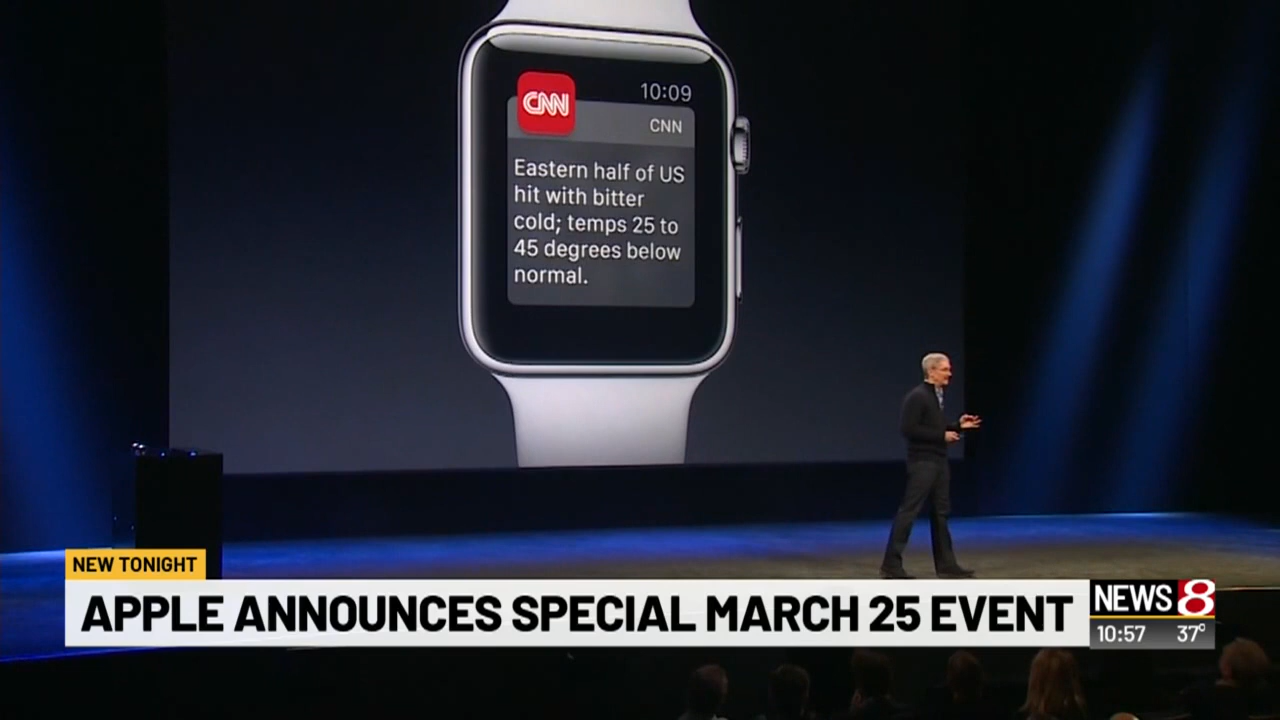 CNN
10:09
CNN
Eastern half of US
hit with bitter
cold; temps 25 to
45 degrees below
normal.
NEW TONIGHT
APPLE ANNOUNCES SPECIAL MARCH 25 EVENT
NEWS 8
10:57 37°